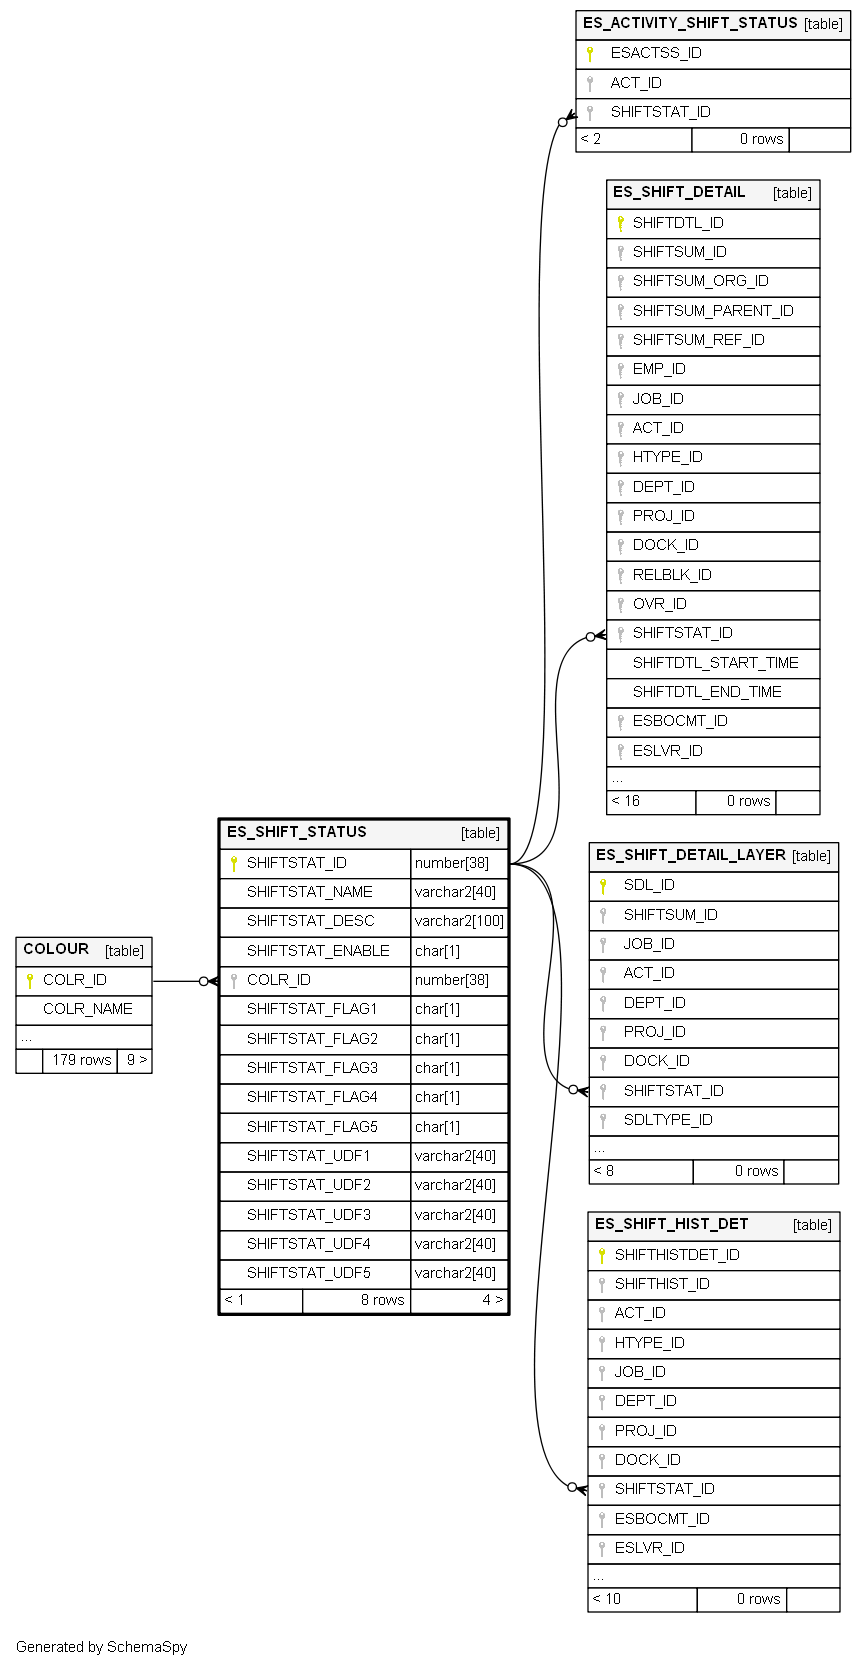 ES_ACTIVITY_SHIFT_STATUS [table]
ESACTSS_ID
ACT_ID
SHIFTSTAT_ID
< 2 0 rows
ES_SHIFT_DETAIL [table]
SHIFTDTL_ID
SHIFTSUM_ID
SHIFTSUM_ORG_ID
SHIFTSUM_PARENT_ID
SHIFTSUM_REF_ID
EMP_ID
JOB_ID
ACT_ID
HTYPE_ID
DEPT_ID
PROJ_ID
DOCK_ID
RELBLK_ID
OVR_ID
SHIFTSTAT_ID
SHIFTDTL_START_TIME
SHIFTDTL_END_TIME
ESBOCMT_ID
ESLVR_ID
...
< 16 0 rows
ES_SHIFT_STATUS [table]
SHIFTSTAT_ID number[38]
SHIFTSTAT_NAME varchar2[40]
SHIFTSTAT_DESC varchar2[100]
SHIFTSTAT_ENABLE char[1]
COLR_ID number[38]
SHIFTSTAT_FLAG1 char[1]
SHIFTSTAT_FLAG2 char[1]
SHIFTSTAT_FLAG3 char[1]
SHIFTSTAT_FLAG4 char[1]
SHIFTSTAT_FLAG5 char[1]
SHIFTSTAT_UDF1 varchar2[40]
SHIFTSTAT_UDF2 varchar2[40]
SHIFTSTAT_UDF3 varchar2[40]
SHIFTSTAT_UDF4 varchar2[40]
SHIFTSTAT_UDF5 varchar2[40]
< 1 8 rows 4 >
COLOUR [table]
COLR_ID
COLR_NAME
...
179 rows 9 >
ES_SHIFT_DETAIL_LAYER [table]
SDL_ID
SHIFTSUM_ID
JOB_ID
ACT_ID
DEPT_ID
PROJ_ID
DOCK_ID
SHIFTSTAT_ID
SDLTYPE_ID
...
< 8 0 rows
ES_SHIFT_HIST_DET [table]
SHIFTHISTDET_ID
SHIFTHIST_ID
ACT_ID
HTYPE_ID
JOB_ID
DEPT_ID
PROJ_ID
DOCK_ID
SHIFTSTAT_ID
ESBOCMT_ID
ESLVR_ID
...
< 10 0 rows
Generated by SchemaSpy